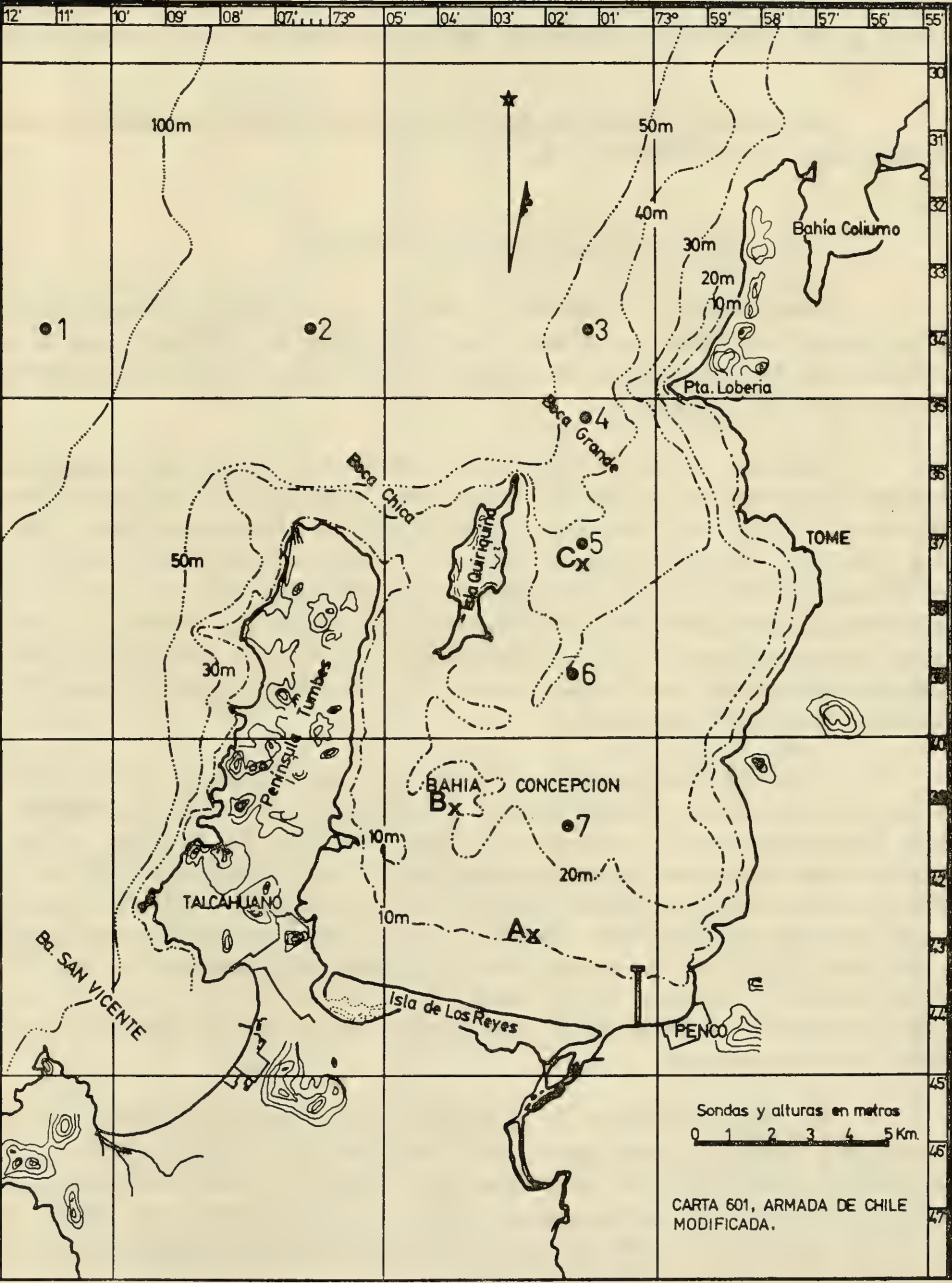 12' 11' 10' 09' 08' 07' 73° 05' 04' 03' 02' 01' 73° 58' 57' 56' 55'
30
100m
50m
31'
40m
32'
Bahía Coliumo
30m
33
20m
10m
1
2
3
34
Pta. Loberia
35
4
Boca Grande
Boca Chica
36
Isla Quiriquina
5
Cx
TOME
37
50m
38
30m
6
39
Peninsula Tumbes
40
BAHIA CONCEPCION
Bx
7
10m
20m
42
TALCAHUANO
10m
Ax
43
Ba. SAN VICENTE
Isla de Los Reyes
44
PENCO
45
Sondas y alturas en metros
0 1 2 3 4 5 Km.
46
CARTA 601, ARMADA DE CHILE
MODIFICADA.
47